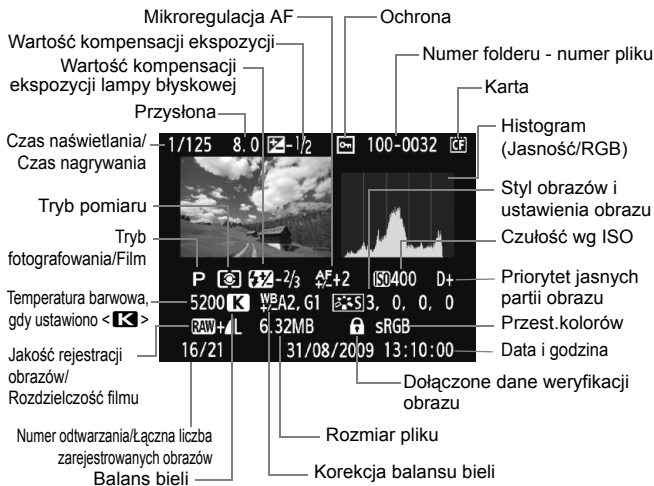 Mikroregulacja AF
Ochrona
Wartość kompensacji ekspozycji
Numer folderu - numer pliku
Wartość kompensacji
ekspozycji lampy błyskowej
Karta
Przysłona
Histogram
(Jasność/RGB)
Czas naświetlania/
Czas nagrywania
1/125 8.0 -1/2 100-0032 CF
Styl obrazów i
ustawienia obrazu
Tryb pomiaru
Czułość wg ISO
Tryb
fotografowania/Film
P -2/3 AF+2 ISO400 D+
Priorytet jasnych
partii obrazu
Temperatura barwowa,
gdy ustawiono <K>
5200 K WB A2, G1 S 3, 0, 0, 0
RAW+L 6.32MB sRGB
Przest.kolorów
Jakość rejestracji
obrazów/
Rozdzielczość filmu
16/21 31/08/2009 13:10:00
Data i godzina
Dołączone dane weryfikacji
obrazu
Numer odtwarzania/Łączna liczba
zarejestrowanych obrazów
Rozmiar pliku
Balans bieli
Korekcja balansu bieli